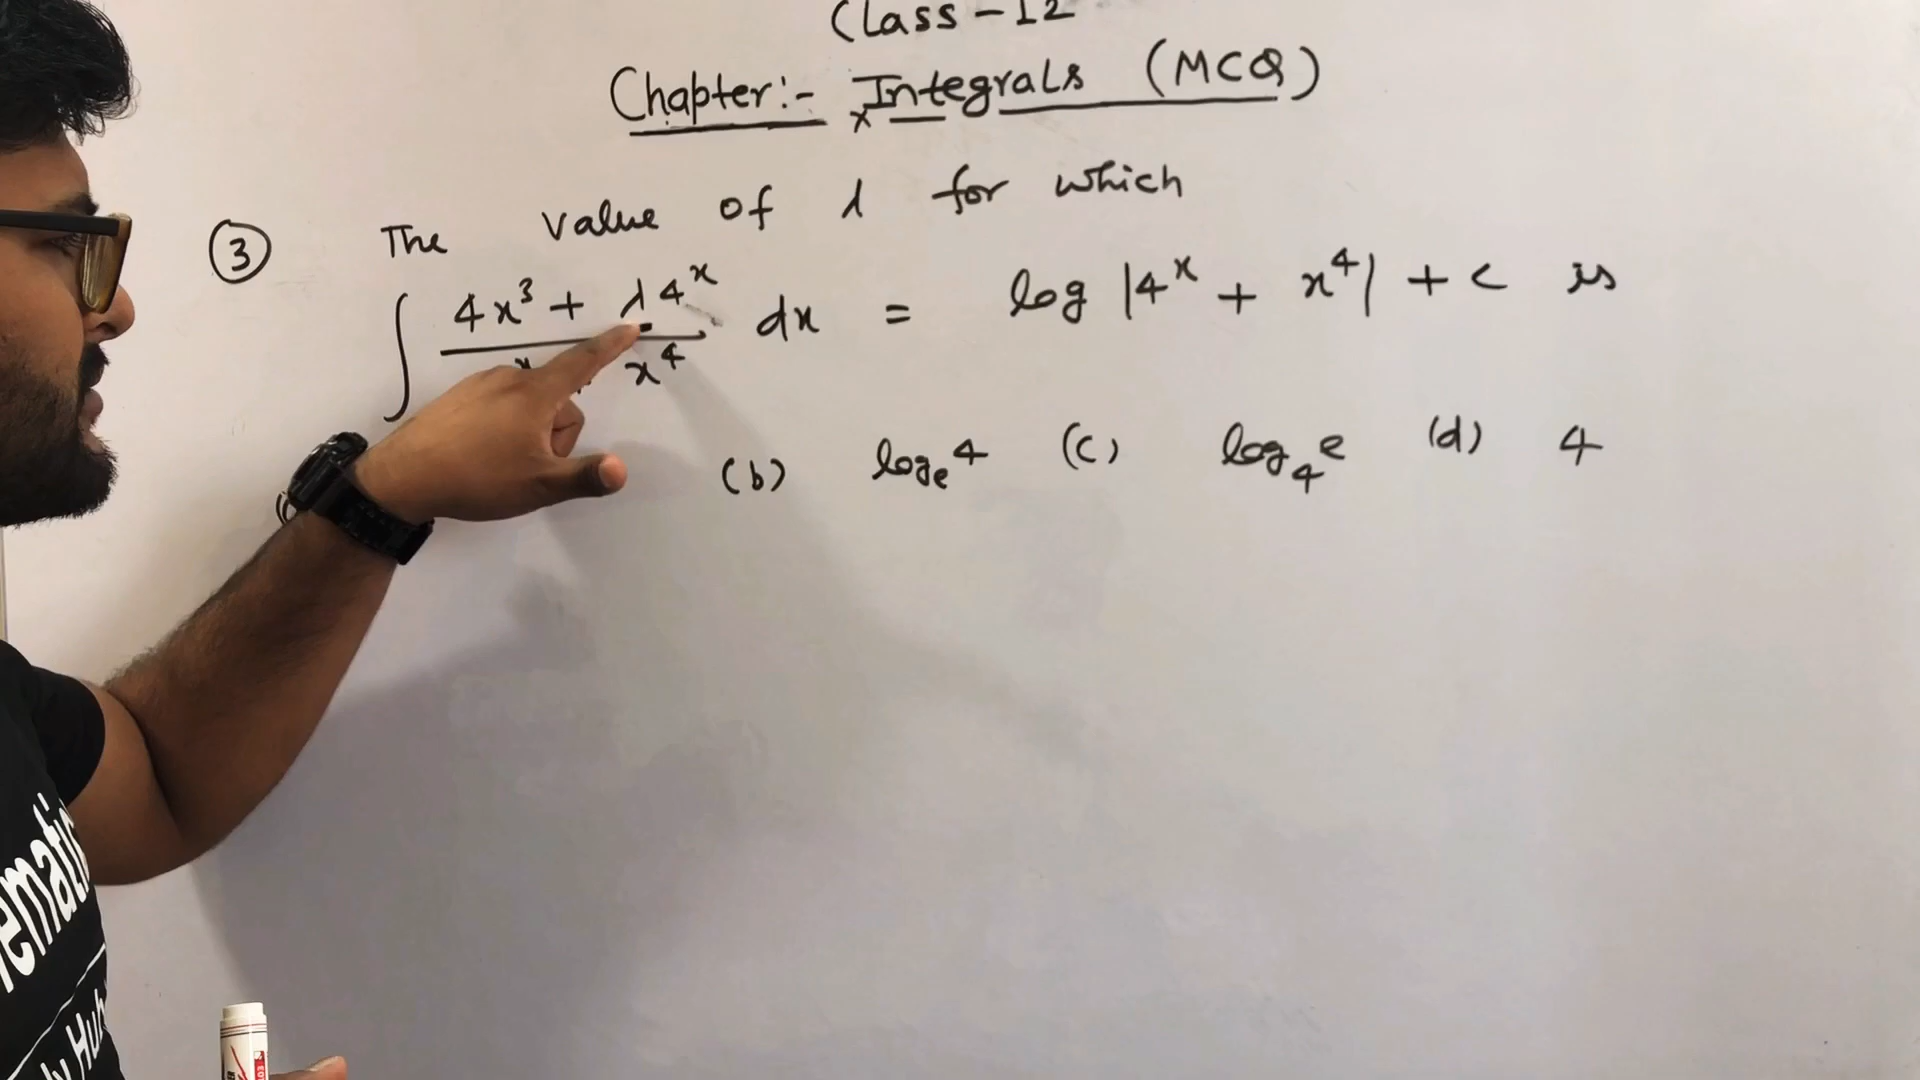 Class - 12
Chapter:- Integrals (MCQ)
x
③ The value of λ for which
∫ 4x³ + λ4ˣ / x⁴ dx = log |4ˣ + x⁴| + c is
(b) logₑ4 (c) log₄e (d) 4